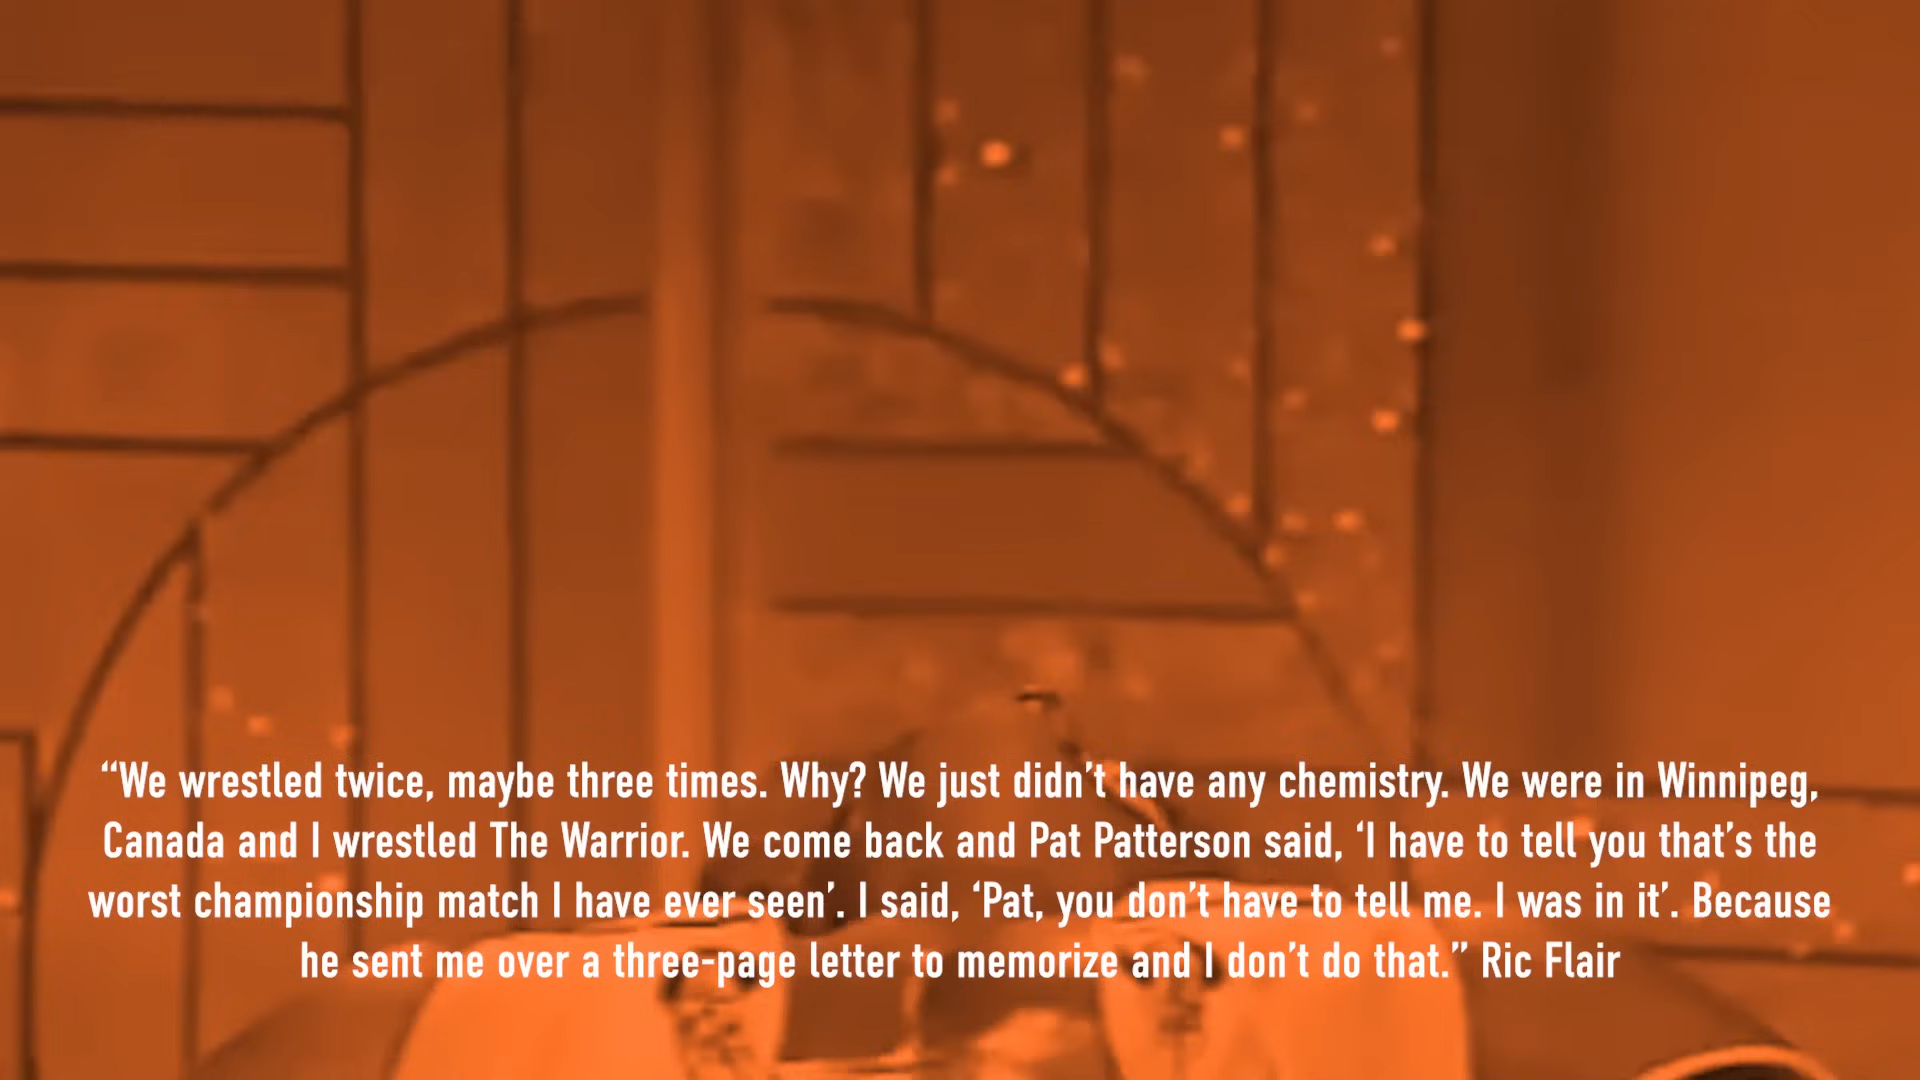 “We wrestled twice, maybe three times. Why? We just didn’t have any chemistry. We were in Winnipeg,
Canada and I wrestled The Warrior. We come back and Pat Patterson said, ‘I have to tell you that’s the
worst championship match I have ever seen’. I said, ‘Pat, you don’t have to tell me. I was in it’. Because
he sent me over a three-page letter to memorize and I don’t do that.” Ric Flair